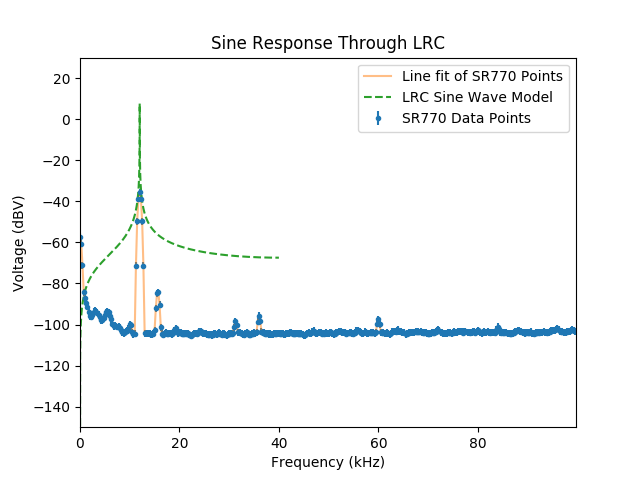 Sine Response Through LRC
Line fit of SR770 Points
LRC Sine Wave Model
SR770 Data Points
Voltage (dBV)
20
0
−20
−40
−60
−80
−100
−120
−140
0 20 40 60 80
Frequency (kHz)